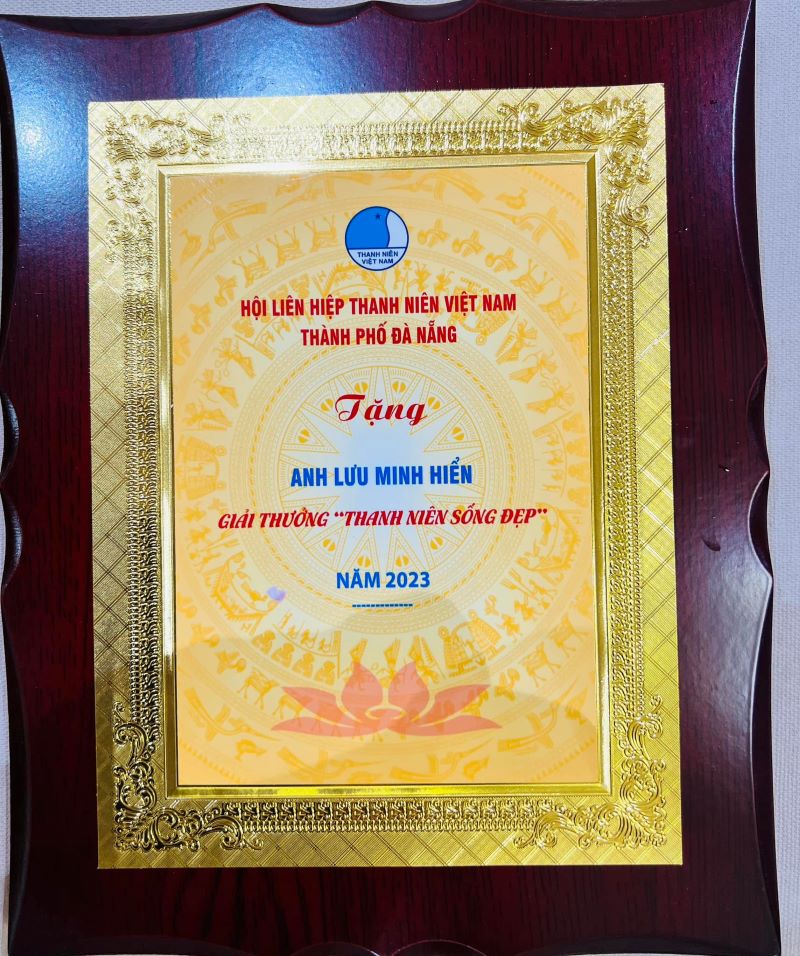 THANH NIÊN
VIỆT NAM
HỘI LIÊN HIỆP THANH NIÊN VIỆT NAM
THÀNH PHỐ ĐÀ NẴNG
Tặng
ANH LƯU MINH HIỂN
GIẢI THƯỞNG “THANH NIÊN SỐNG ĐẸP”
NĂM 2023